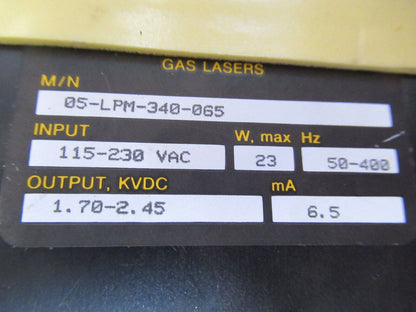 GAS LASERS
M/N
05-LPM-340-065
INPUT W, max Hz
115-230 VAC 23 50-400
OUTPUT, KVDC mA
1.70-2.45 6.5